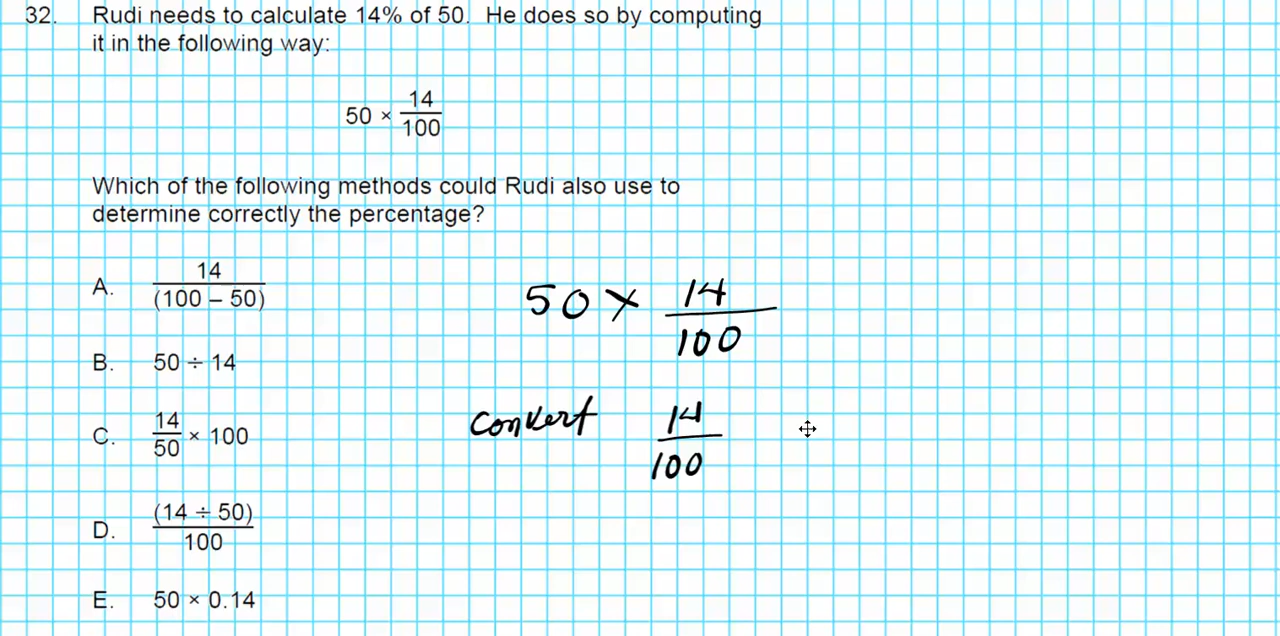 32. Rudi needs to calculate 14% of 50. He does so by computing
it in the following way:
50 × 14/100
Which of the following methods could Rudi also use to
determine correctly the percentage?
A. 14/(100 – 50)
B. 50 ÷ 14
C. 14/50 × 100
D. (14 ÷ 50)/100
E. 50 × 0.14
50 × 14/100
convert 14/100